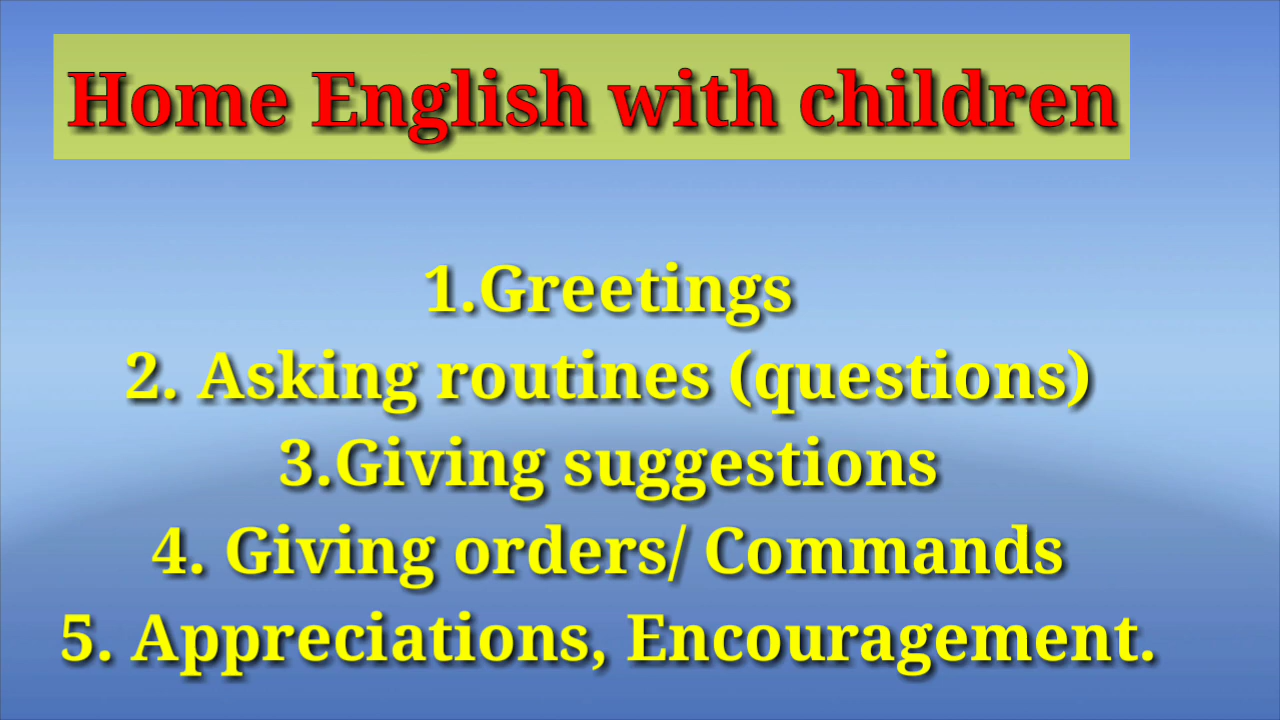 Home English with children
1.Greetings
2. Asking routines (questions)
3.Giving suggestions
4. Giving orders/ Commands
5. Appreciations, Encouragement.